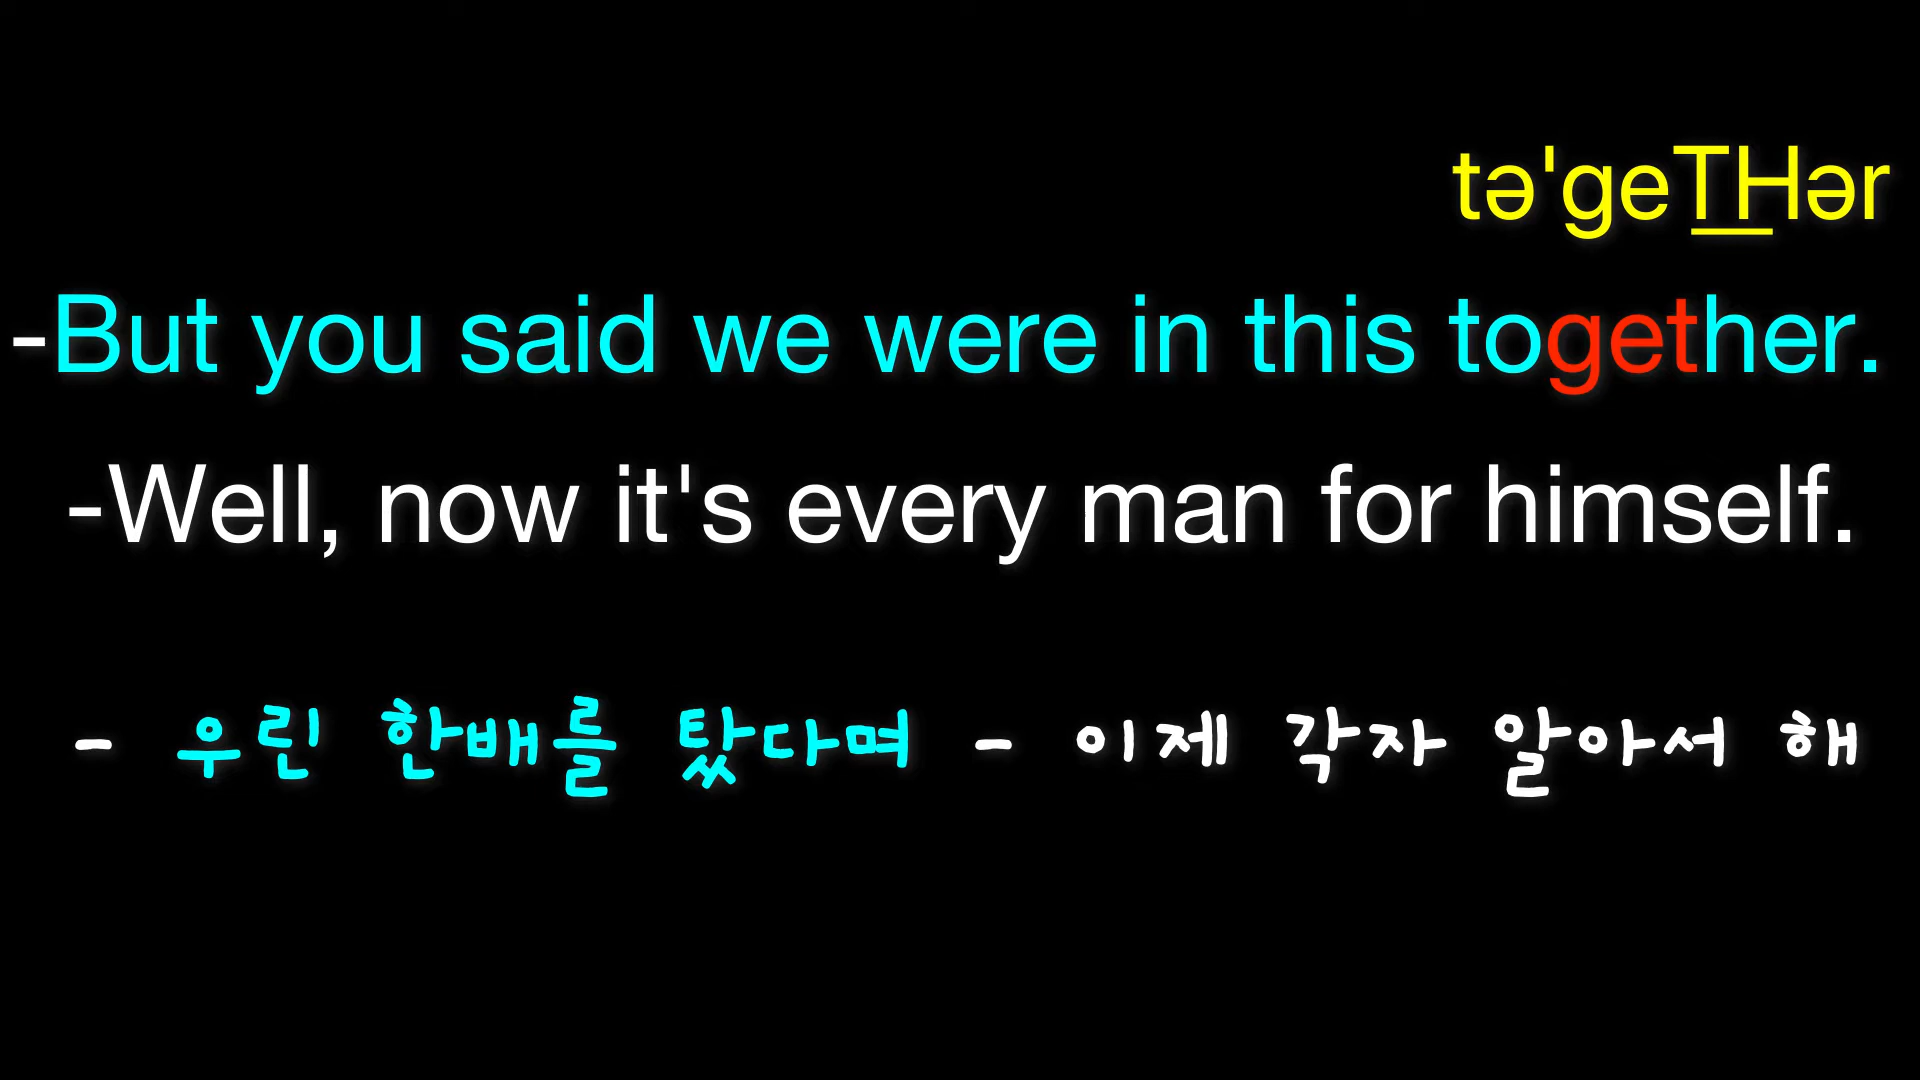 tə'geTHər
-But you said we were in this together.
-Well, now it's every man for himself.
- 우린 한배를 탔다며 - 이제 각자 알아서 해